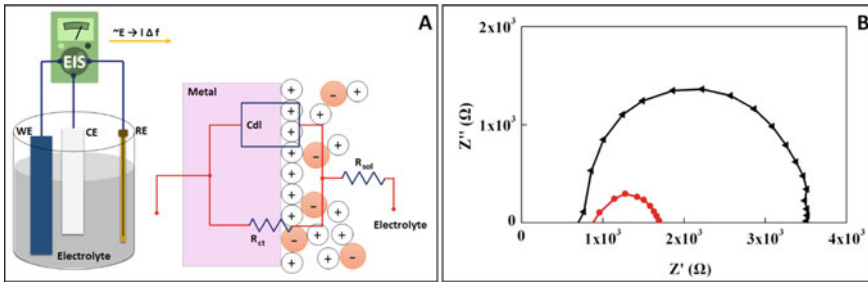 A
~E → I Δ f
EIS
WE
CE
RE
Electrolyte
Metal
Cdl
R_ct
R_sol
Electrolyte
+ + + + + + + + + + + + + + + + + + + +
- - - - - -
B
2x10³
1x10³
0
Z'' (Ω)
0 1x10³ 2x10³ 3x10³ 4x10³
Z' (Ω)